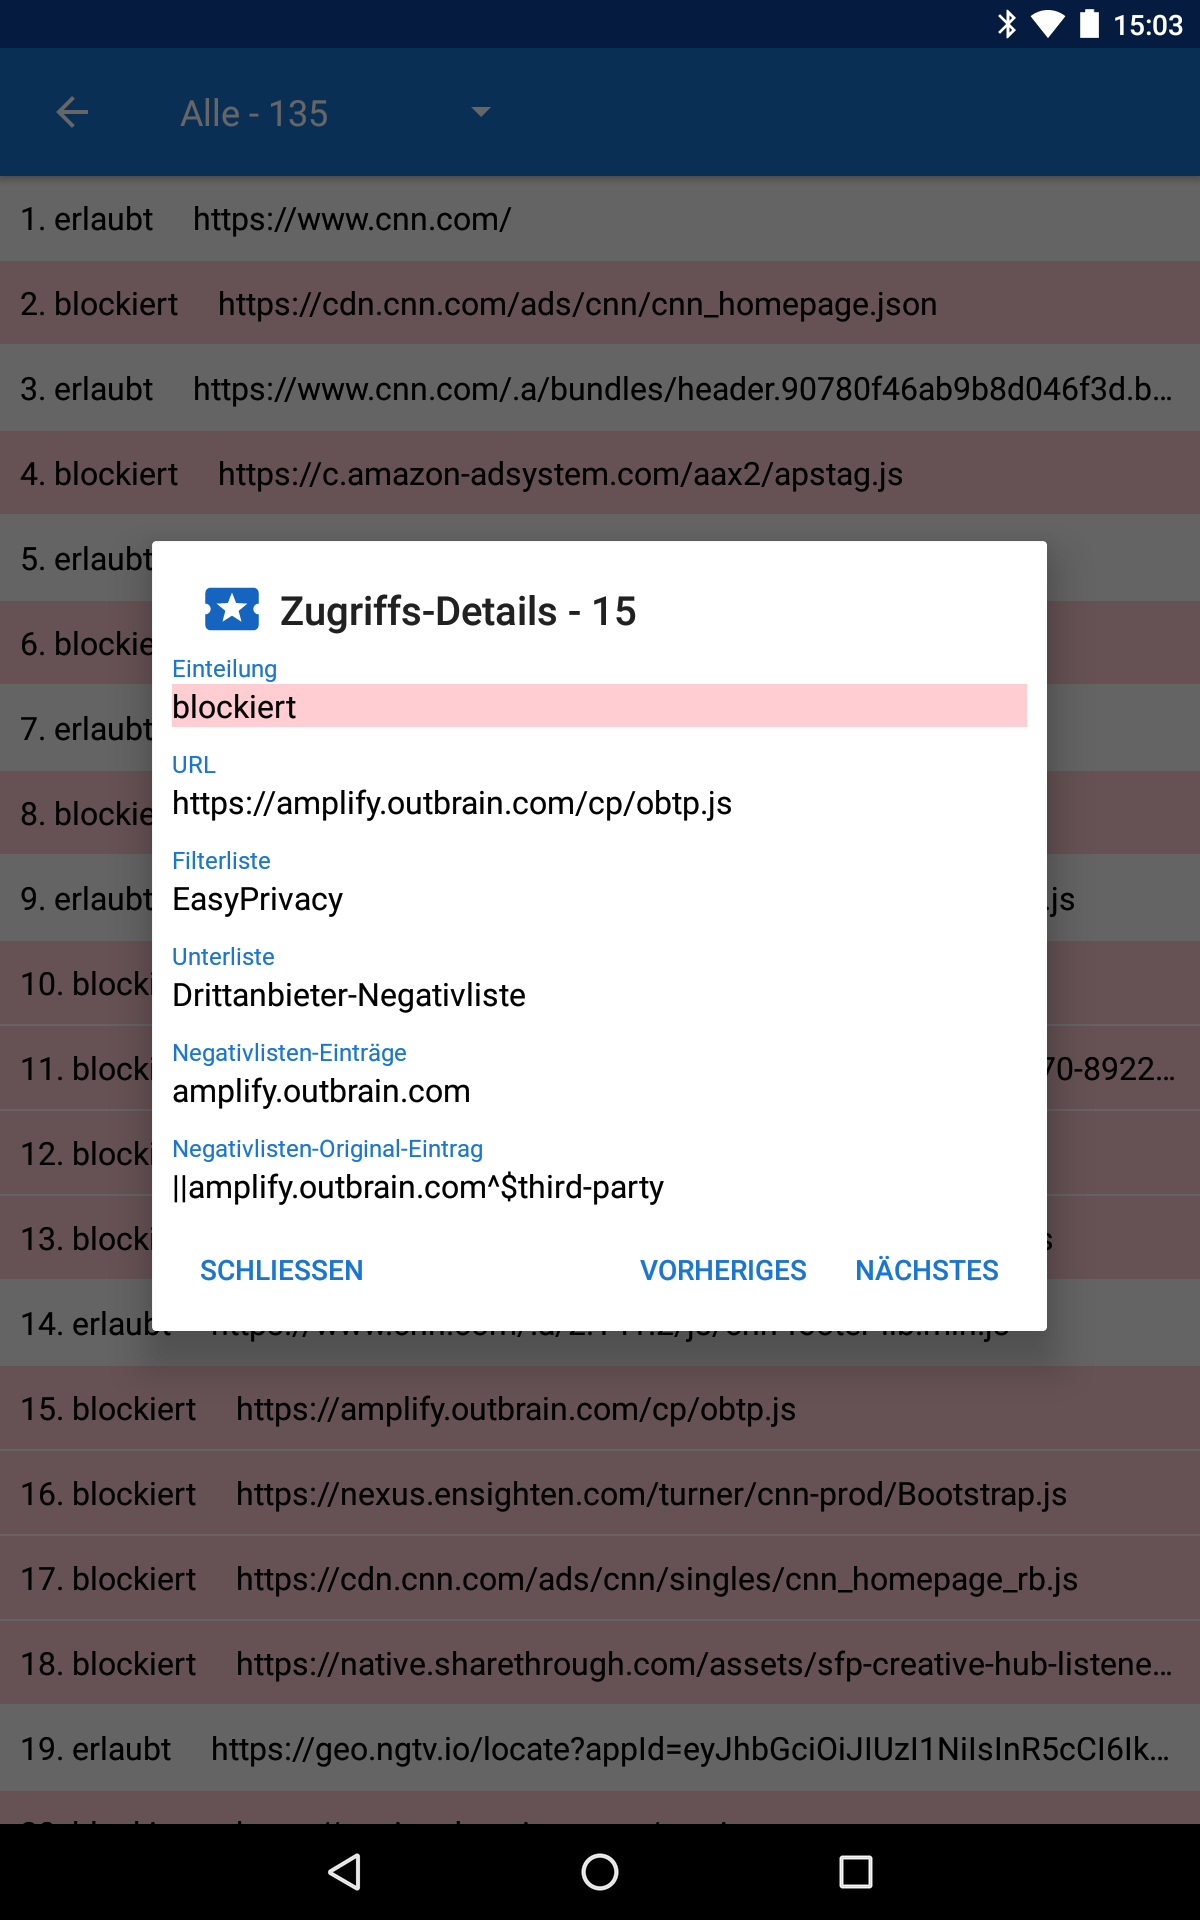 15:03
Alle - 135
1. erlaubt https://www.cnn.com/
2. blockiert https://cdn.cnn.com/ads/cnn/cnn_homepage.json
3. erlaubt https://www.cnn.com/.a/bundles/header.90780f46ab9b8d046f3d.b...
4. blockiert https://c.amazon-adsystem.com/aax2/apstag.js
5. erlaubt
6. blockie
7. erlaubt
8. blockie
9. erlaubt .js
10. blocki
11. blocki 70-8922...
12. blocki
13. blocki s
Zugriffs-Details - 15
Einteilung
blockiert
URL
https://amplify.outbrain.com/cp/obtp.js
Filterliste
EasyPrivacy
Unterliste
Drittanbieter-Negativliste
Negativlisten-Einträge
amplify.outbrain.com
Negativlisten-Original-Eintrag
||amplify.outbrain.com^$third-party
SCHLIESSEN VORHERIGES NÄCHSTES
14. erlaubt
15. blockiert https://amplify.outbrain.com/cp/obtp.js
16. blockiert https://nexus.ensighten.com/turner/cnn-prod/Bootstrap.js
17. blockiert https://cdn.cnn.com/ads/cnn/singles/cnn_homepage_rb.js
18. blockiert https://native.sharethrough.com/assets/sfp-creative-hub-listene...
19. erlaubt https://geo.ngtv.io/locate?appId=eyJhbGciOiJIUzI1NiIsInR5cCI6Ik...